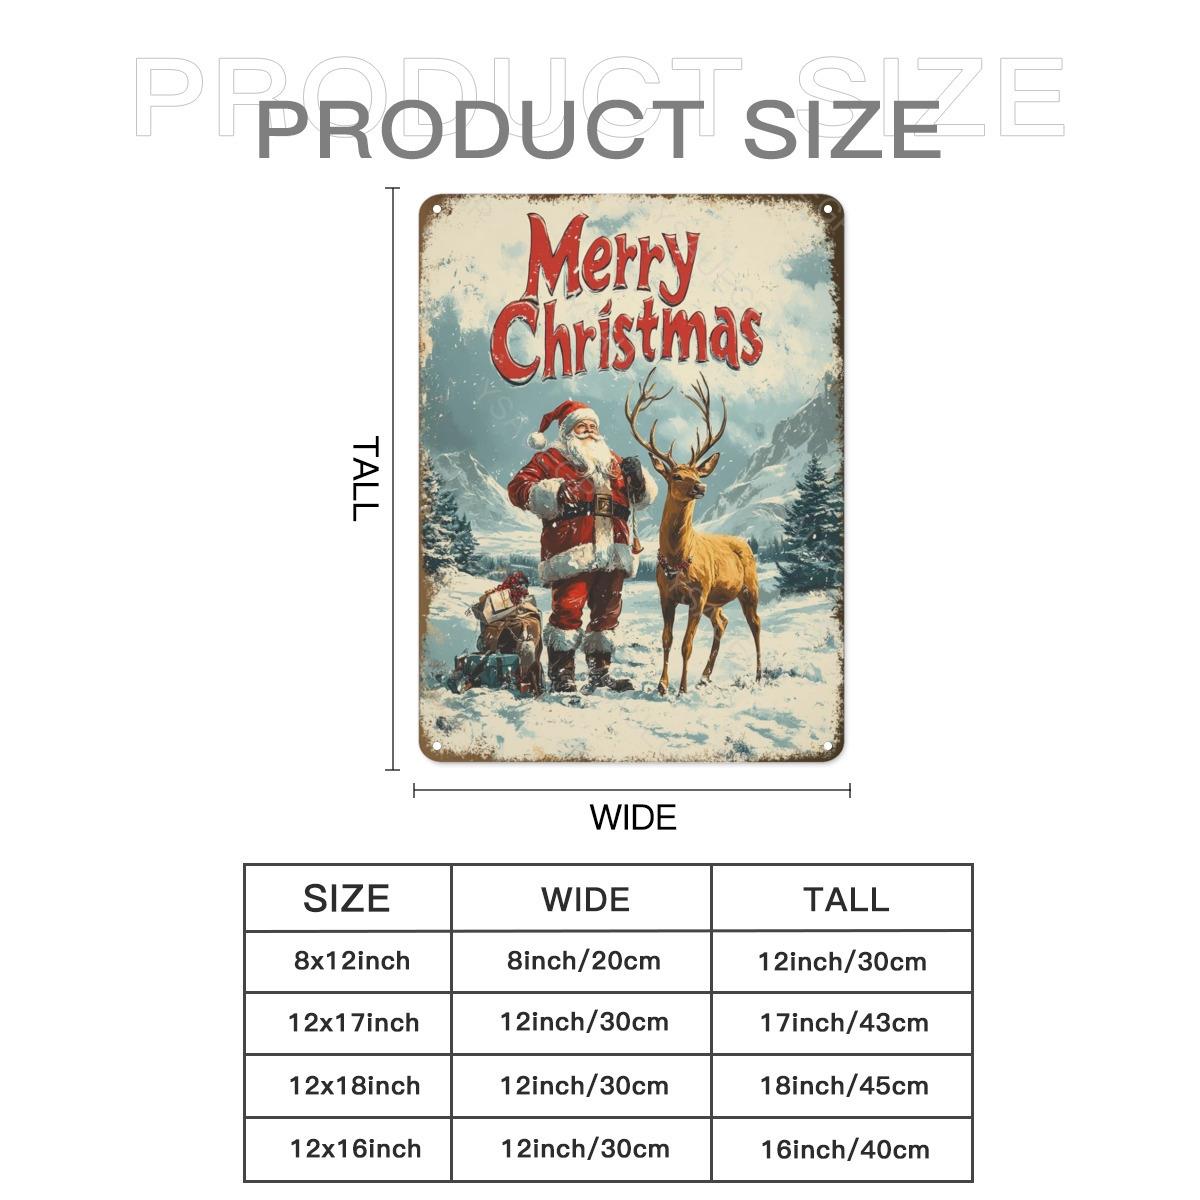 PRODUCT SIZE
PRODUCT SIZE
Merry
Christmas
TALL
WIDE
SIZE WIDE TALL
8x12inch 8inch/20cm 12inch/30cm
12x17inch 12inch/30cm 17inch/43cm
12x18inch 12inch/30cm 18inch/45cm
12x16inch 12inch/30cm 16inch/40cm